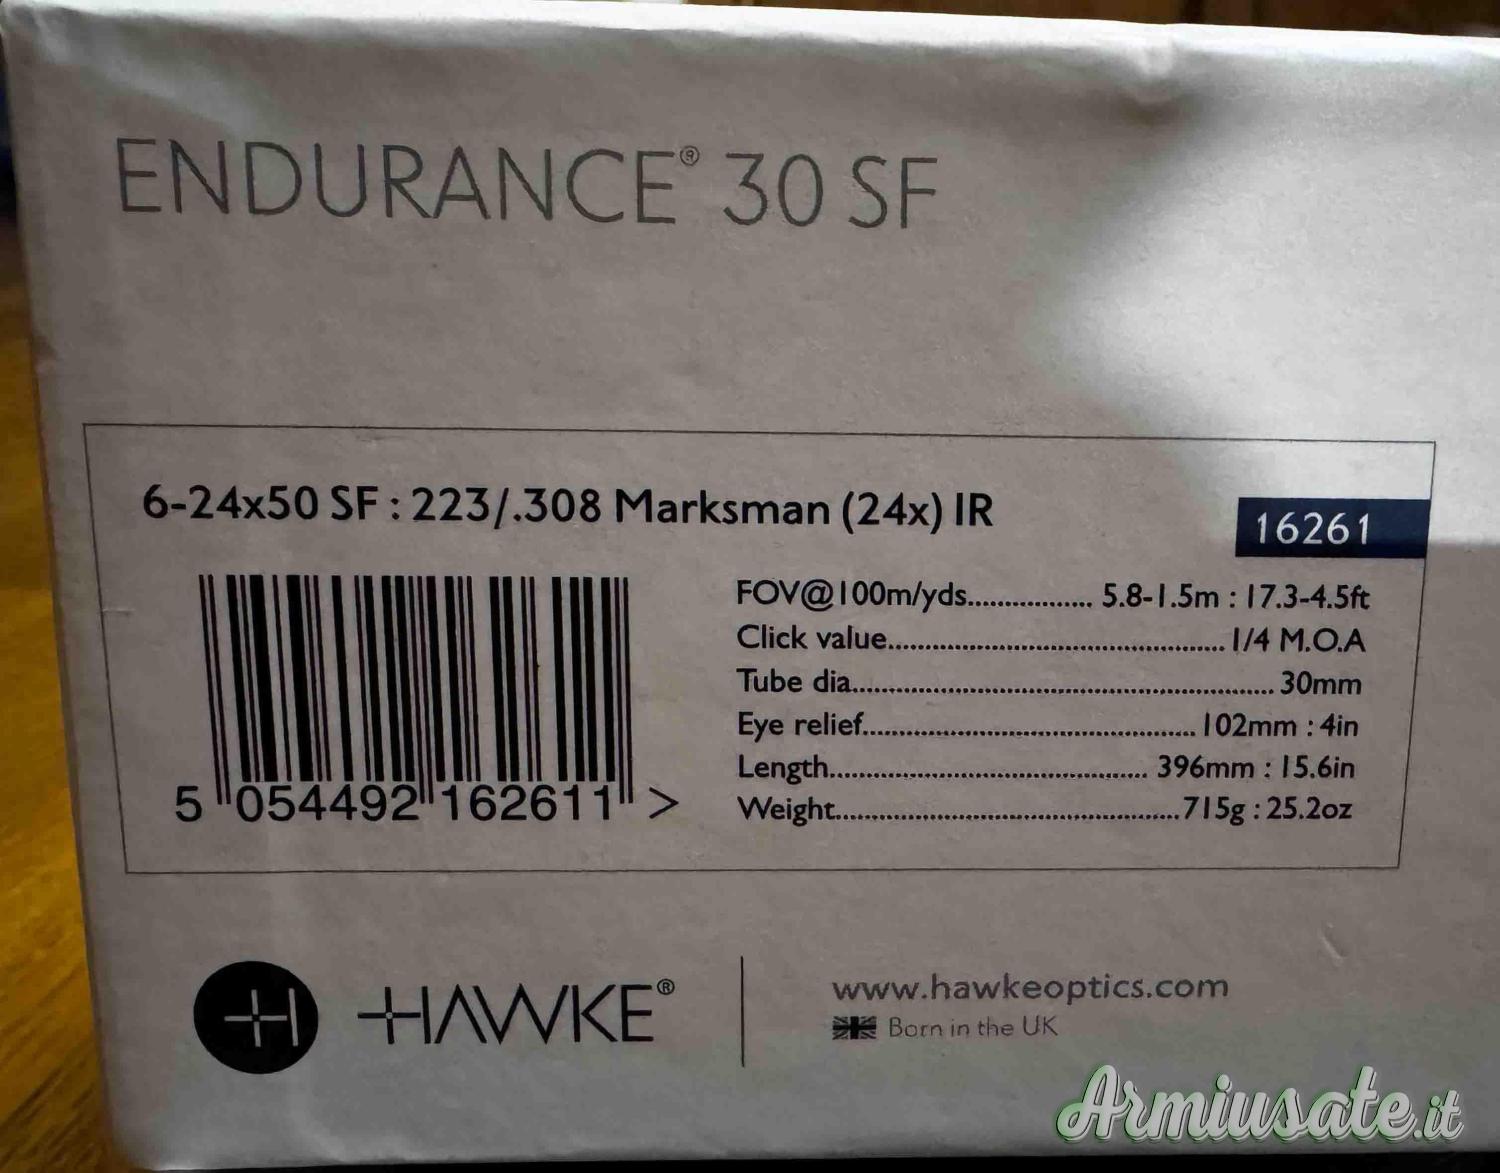 ENDURANCE® 30 SF
6-24x50 SF : 223/.308 Marksman (24x) IR
16261
FOV@100m/yds................. 5.8-1.5m : 17.3-4.5ft
Click value................................................ 1/4 M.O.A
Tube dia............................................................ 30mm
Eye relief............................................... 102mm : 4in
Length............................................. 396mm : 15.6in
Weight.................................................715g : 25.2oz
5 054492 162611 >
HAWKE®
www.hawkeoptics.com
Born in the UK
Armiusate.it